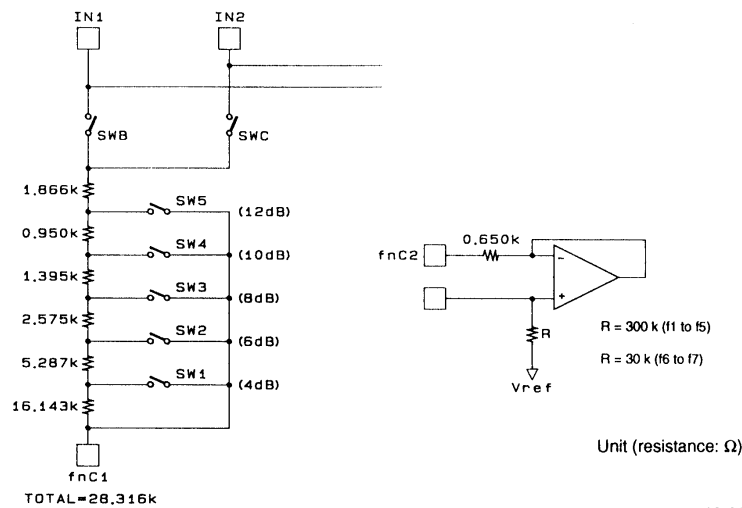 IN1
IN2
SWB
SWC
1.866k
SW5
(12dB)
0.950k
SW4
(10dB)
1.395k
SW3
(8dB)
2.575k
SW2
(6dB)
5.287k
SW1
(4dB)
16.143k
fnC1
TOTAL=28.316k
fnC2
0.650k
−
+
R
Vref
R = 300 k (f1 to f5)
R = 30 k (f6 to f7)
Unit (resistance: Ω)